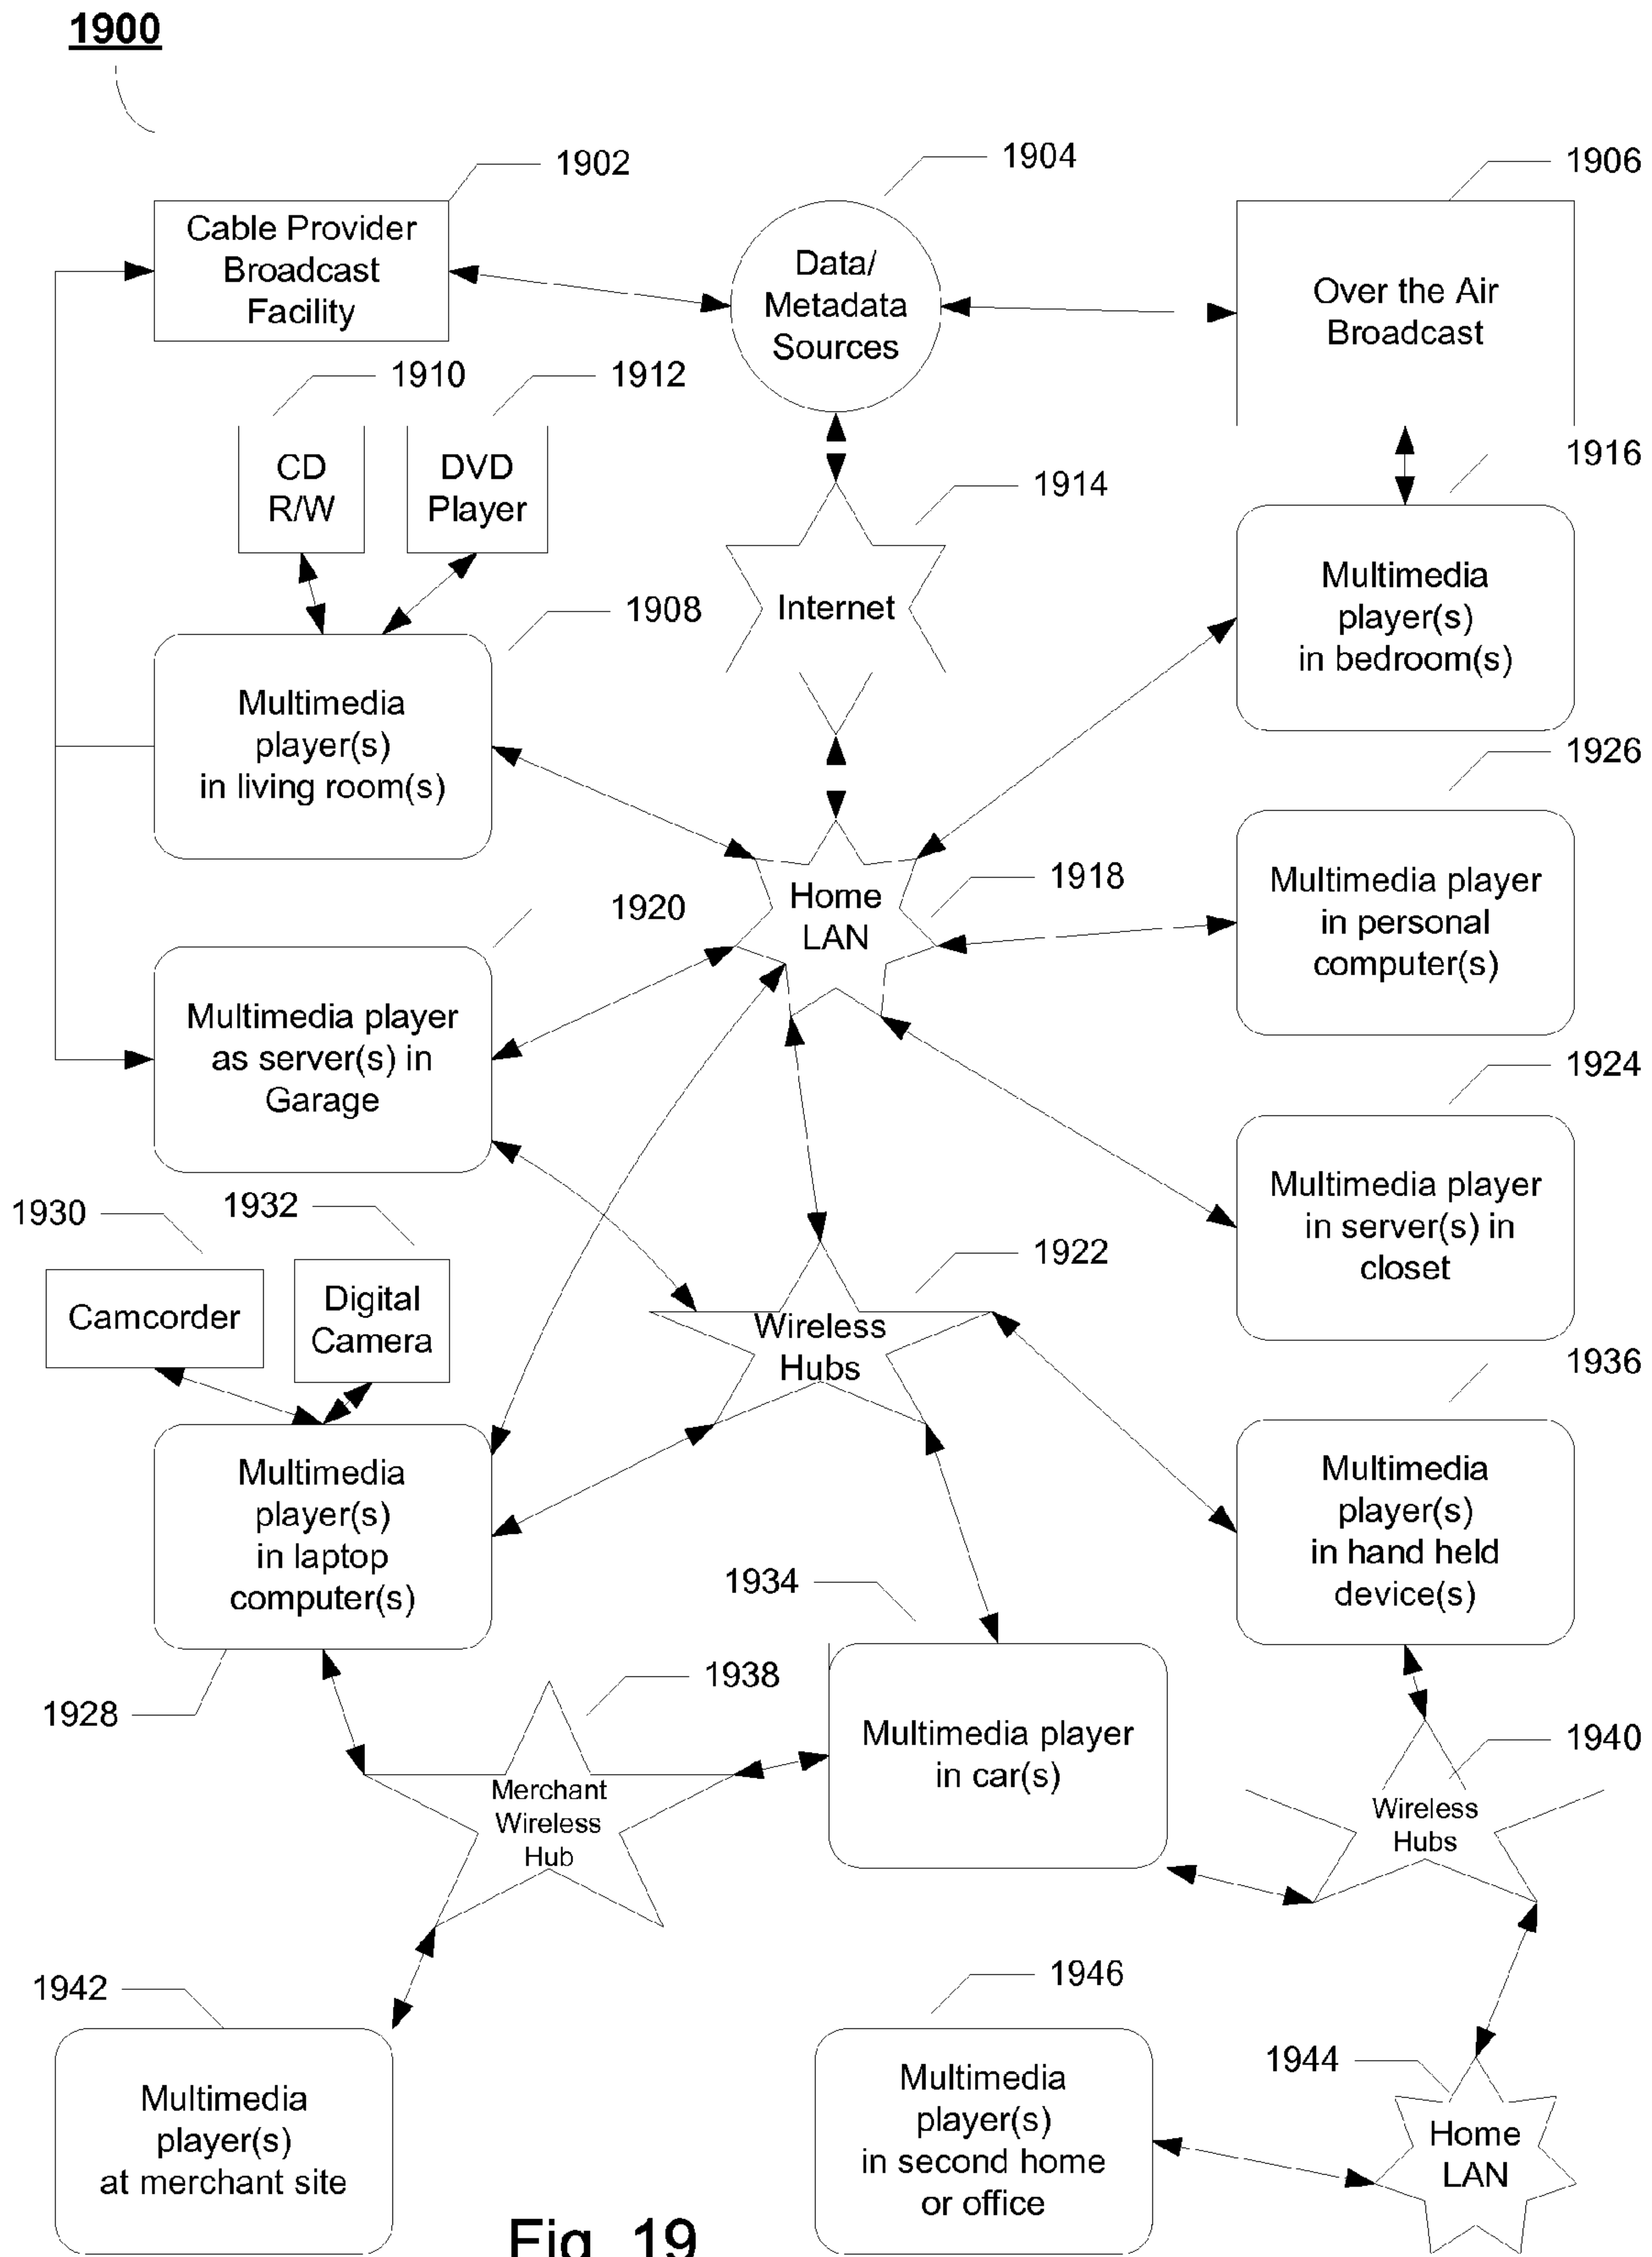 1900
1902
1904
1906
Cable Provider
Broadcast
Facility
Data/
Metadada
Sources
Over the Air
Broadcast
1910
1912
1916
CD
R/W
DVD
Player
1914
Internet
Multimedia
player(s)
in bedroom(s)
1908
Multimedia
player(s)
in living room(s)
1926
1918
Home
LAN
Multimedia player
in personal
computer(s)
1920
Multimedia player
as server(s) in
Garage
1924
Multimedia player
in server(s) in
closet
1930
1932
1922
Camcorder
Digital
Camera
Wireless
Hubs
1936
Multimedia
player(s)
in laptop
computer(s)
Multimedia
player(s)
in hand held
device(s)
1934
1928
1938
1940
Merchant
Wireless
Hub
Multimedia player
in car(s)
Wireless
Hubs
1942
1946
1944
Multimedia
player(s)
at merchant site
Multimedia
player(s)
in second home
or office
Home
LAN
Fig. 19